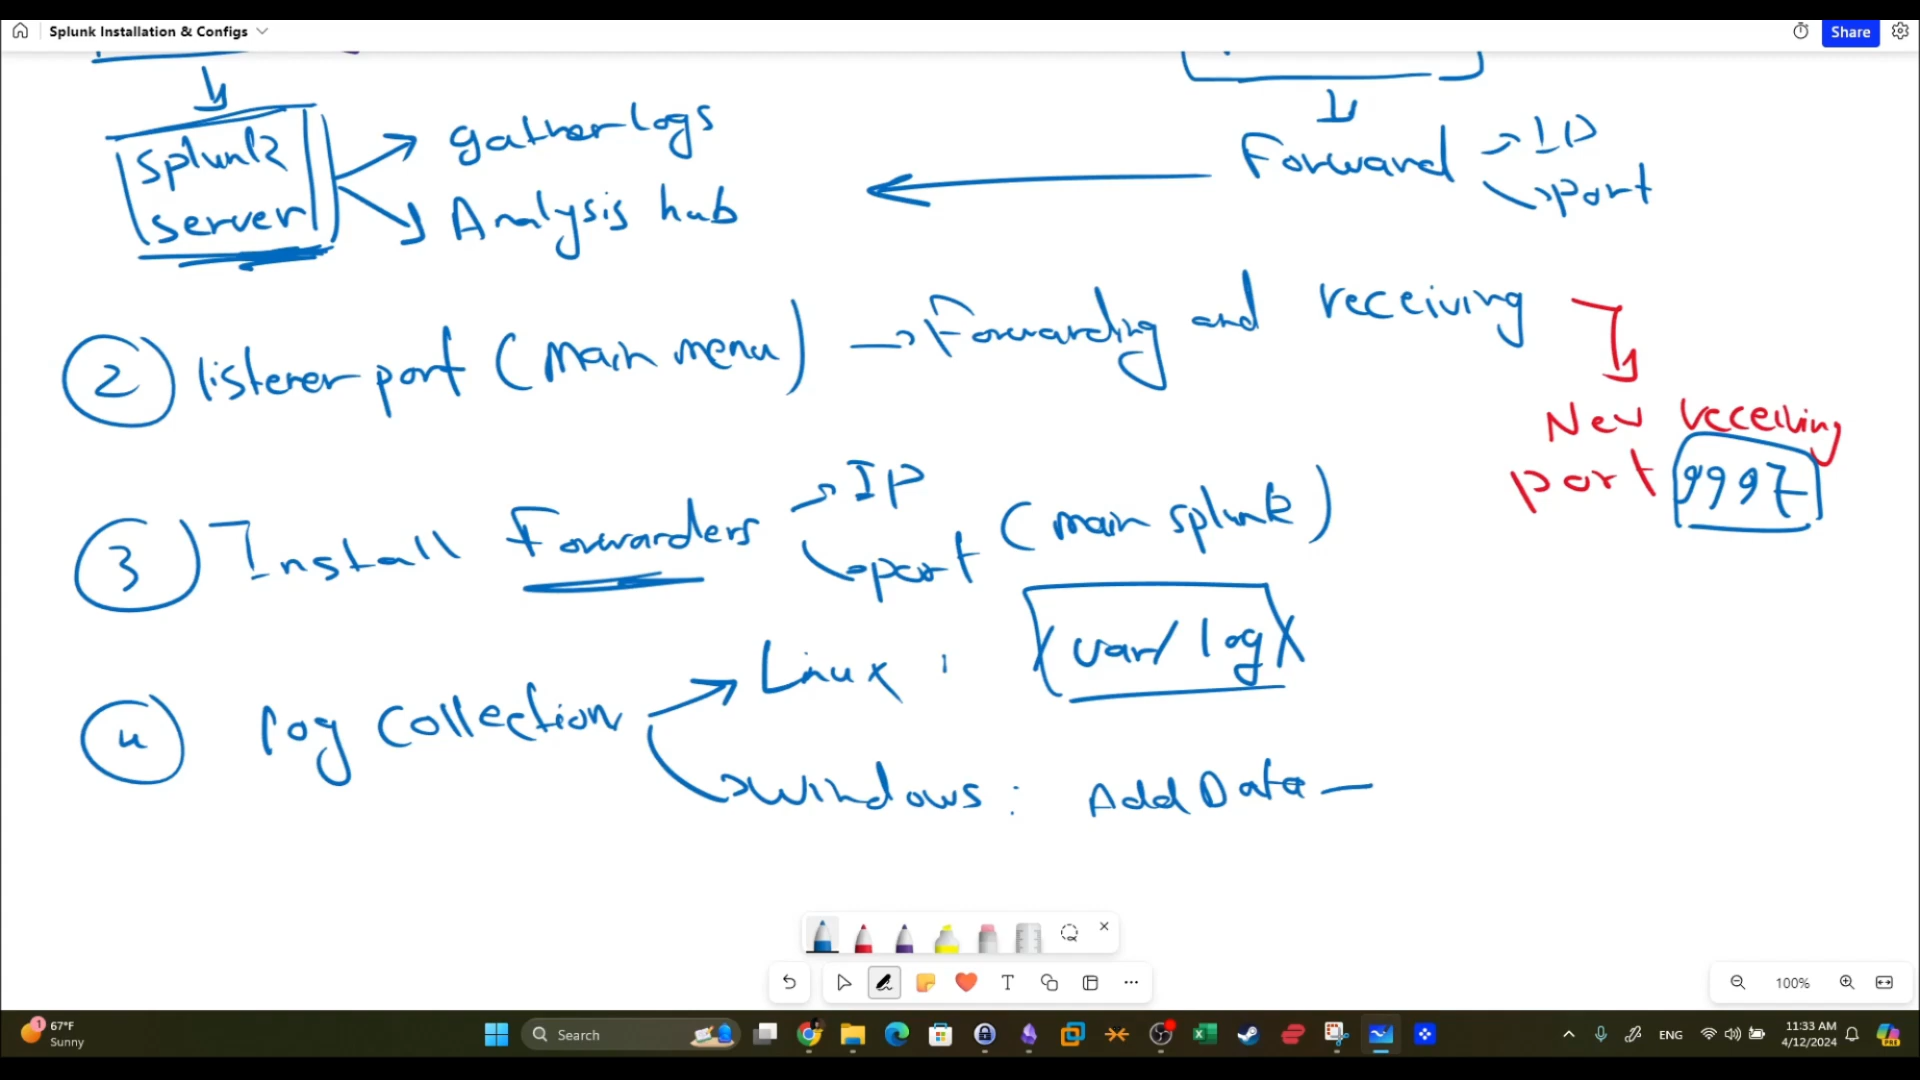 Splunk Installation & Configs
Share
splunk server
gather logs
Analysis hub
Forward
IP
port
2 listener port (main menu) → Forwarding and receiving
New receiving
port 9997
3 Install Forwarders
IP
port (main splunk)
4 log collection
Linux : /var/log/
Windows : Add Data —
100%
1
67°F
Sunny
Search
ENG
11:33 AM
4/12/2024